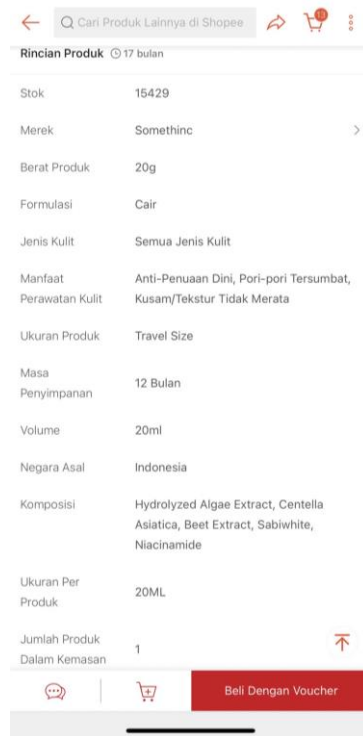 Cari Produk Lainnya di Shopee
13
Rincian Produk 17 bulan
Stok 15429
Merek Somethinc
Berat Produk 20g
Formulasi Cair
Jenis Kulit Semua Jenis Kulit
Manfaat Perawatan Kulit Anti-Penuaan Dini, Pori-pori Tersumbat,
Kusam/Tekstur Tidak Merata
Ukuran Produk Travel Size
Masa
Penyimpanan 12 Bulan
Volume 20ml
Negara Asal Indonesia
Komposisi Hydrolyzed Algae Extract, Centella
Asiatica, Beet Extract, Sabiwhite,
Niacinamide
Ukuran Per
Produk 20ML
Jumlah Produk
Dalam Kemasan 1
Beli Dengan Voucher